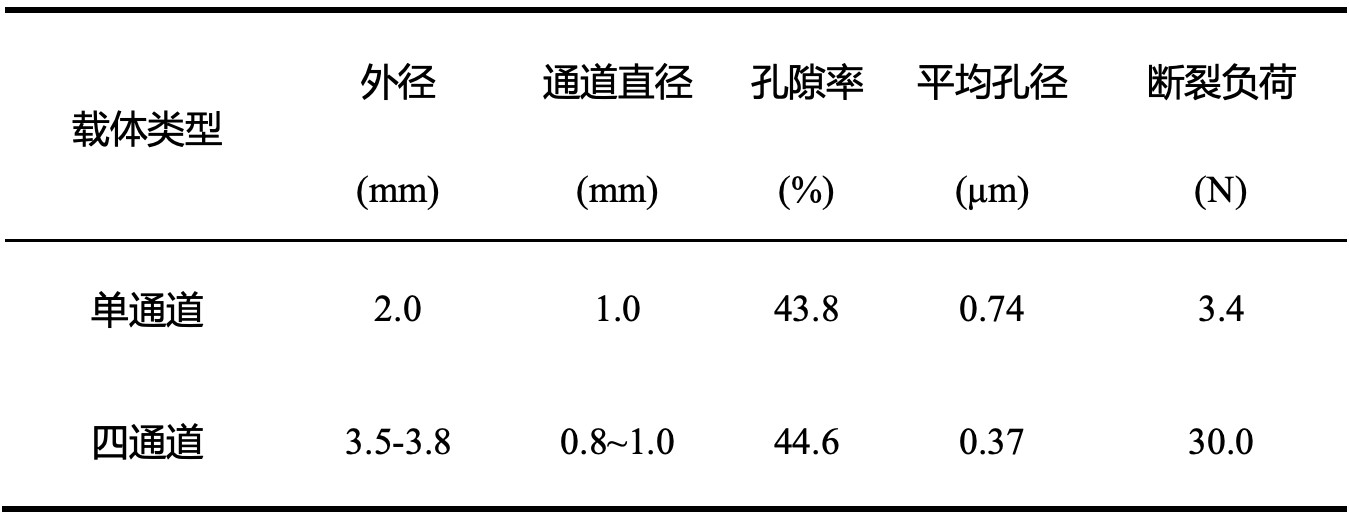 载体类型 外径 通道直径 孔隙率 平均孔径 断裂负荷
(mm) (mm) (%) (μm) (N)
单通道 2.0 1.0 43.8 0.74 3.4
四通道 3.5-3.8 0.8~1.0 44.6 0.37 30.0